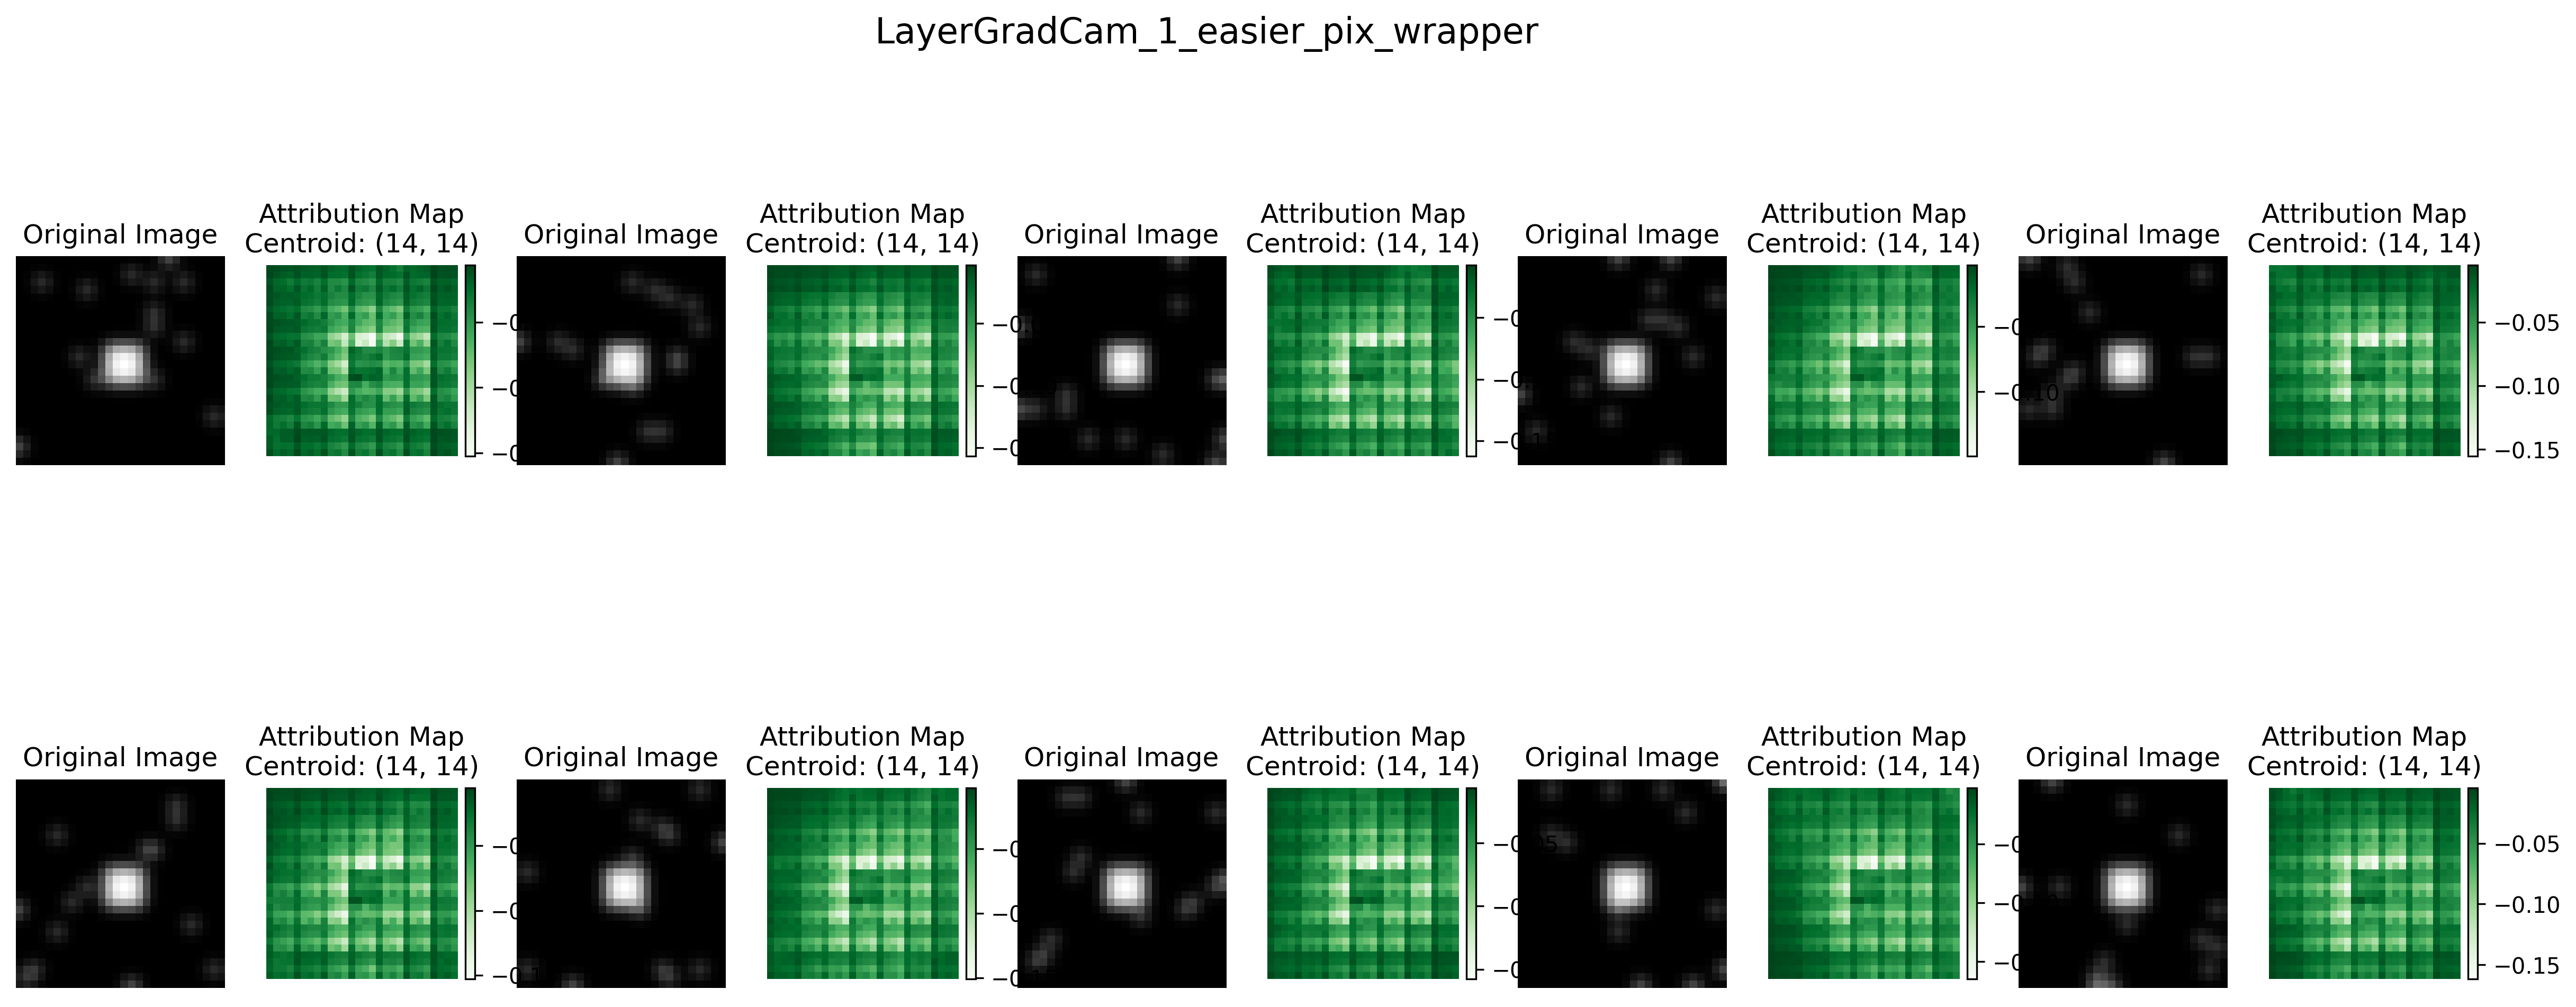 LayerGradCam_1_easier_pix_wrapper
Original Image
Attribution Map
Centroid: (14, 14)
Original Image
Attribution Map
Centroid: (14, 14)
Original Image
Attribution Map
Centroid: (14, 14)
Original Image
Attribution Map
Centroid: (14, 14)
−0.10
Original Image
Attribution Map
Centroid: (14, 14)
−0.05
−0.10
−0.15
Original Image
Attribution Map
Centroid: (14, 14)
Original Image
Attribution Map
Centroid: (14, 14)
Original Image
Attribution Map
Centroid: (14, 14)
−0.05
Original Image
Attribution Map
Centroid: (14, 14)
Original Image
Attribution Map
Centroid: (14, 14)
−0.05
−0.10
−0.15